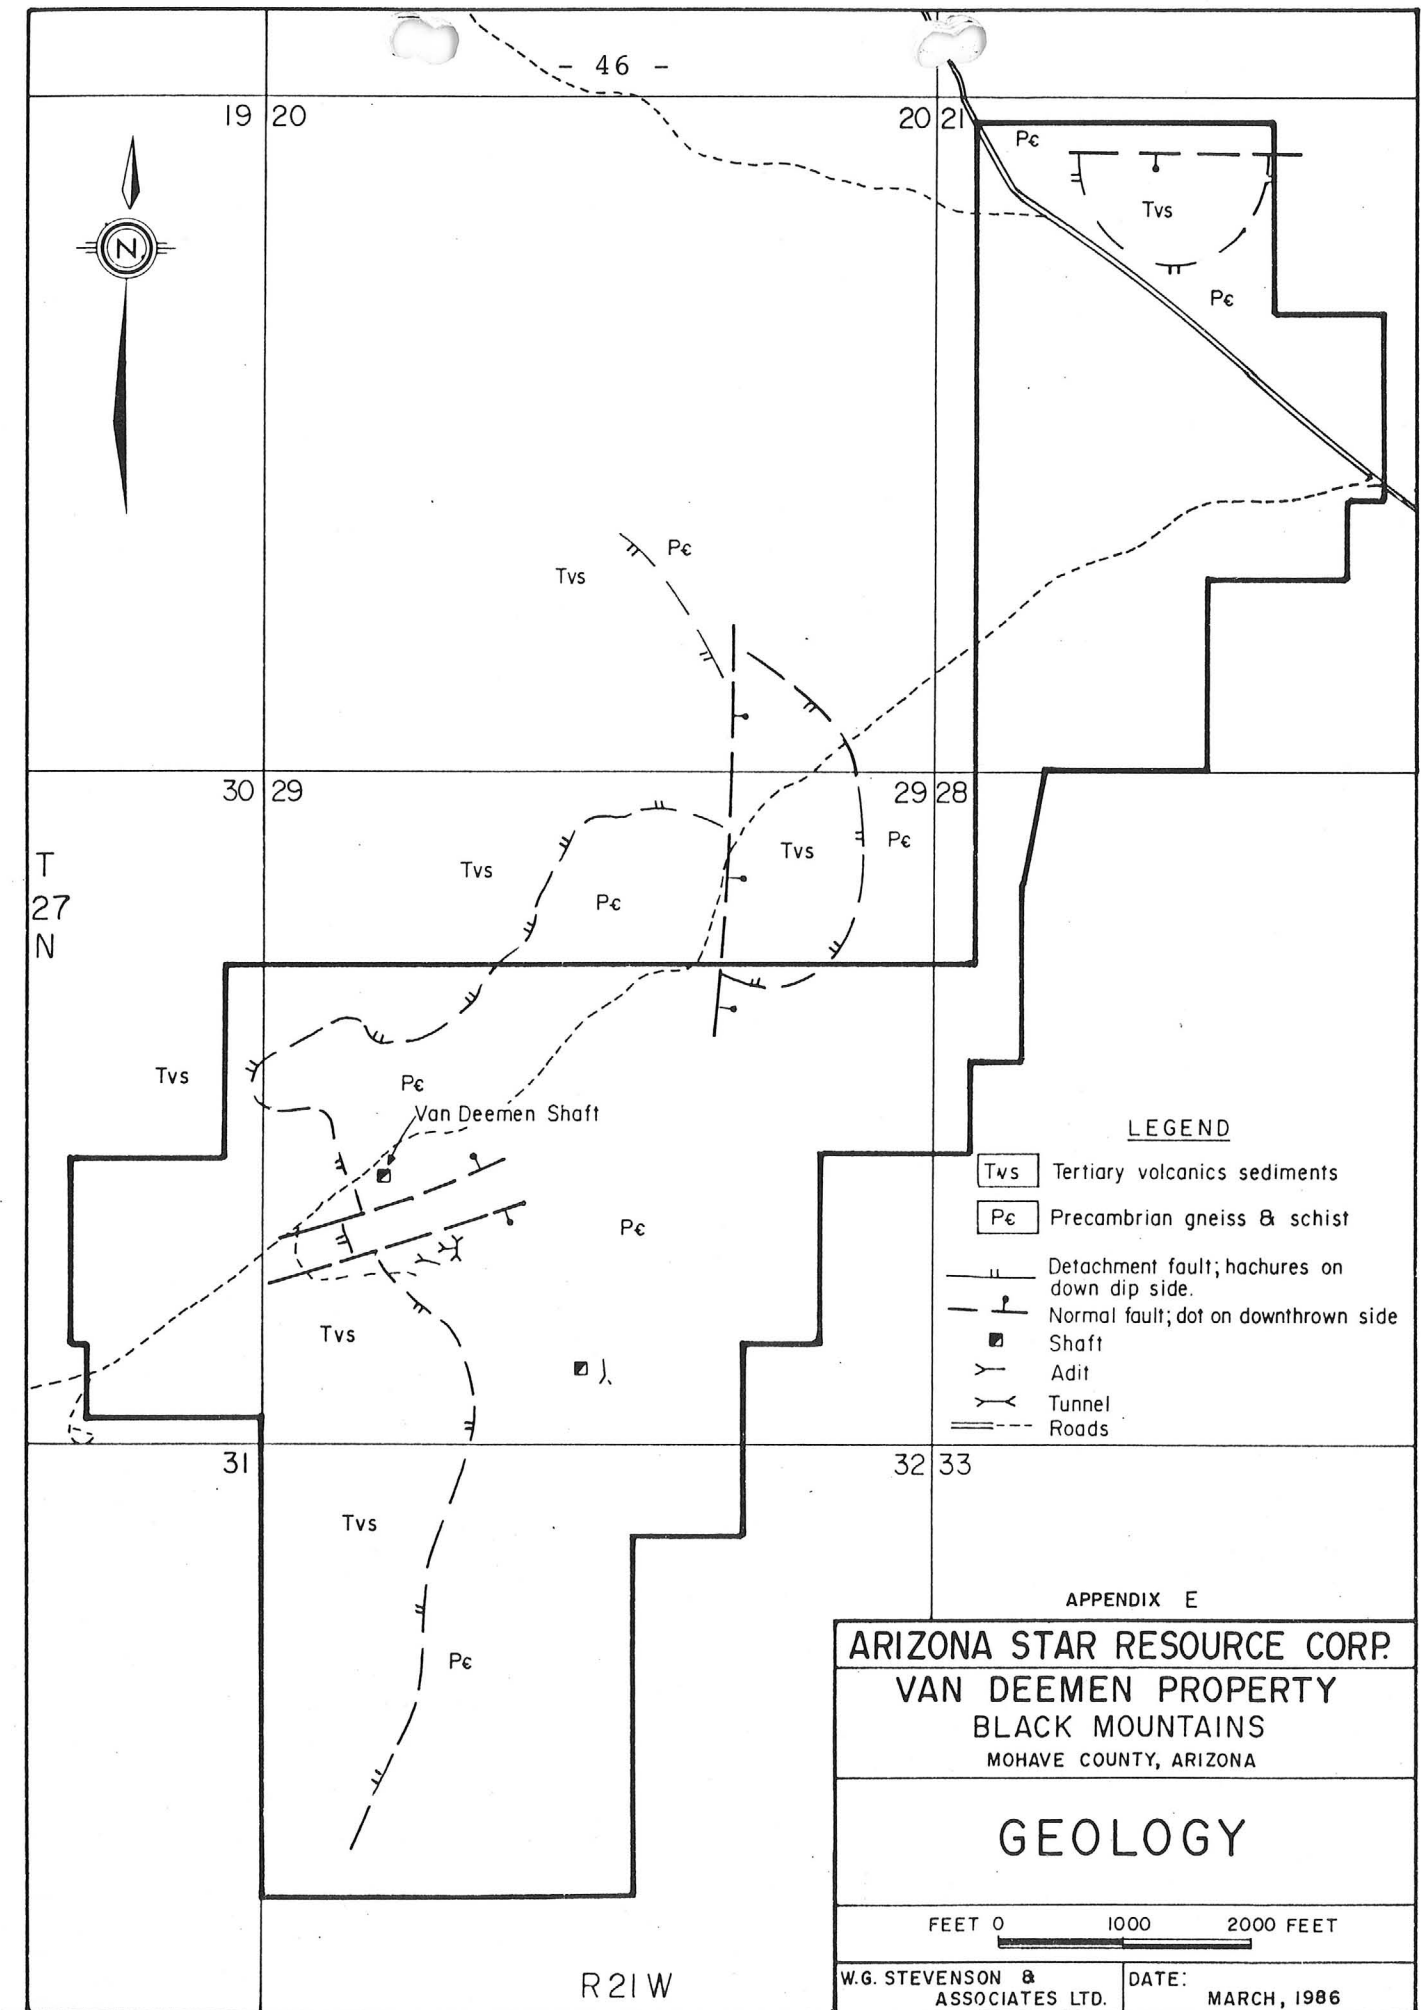 - 46 -
19 20
20 21
PЄ
Tvs
PЄ
N
PЄ
Tvs
30 29
29 28
Tvs
PЄ
Tvs
PЄ
T
27
N
Tvs
PЄ
Van Deemen Shaft
PЄ
Tvs
LEGEND
Tvs Tertiary volcanics sediments
PЄ Precambrian gneiss & schist
Detachment fault; hachures on
down dip side.
Normal fault; dot on downthrown side
Shaft
Adit
Tunnel
Roads
31
32 33
Tvs
PЄ
APPENDIX E
ARIZONA STAR RESOURCE CORP.
VAN DEEMEN PROPERTY
BLACK MOUNTAINS
MOHAVE COUNTY, ARIZONA
GEOLOGY
FEET 0 1000 2000 FEET
R 21 W
W.G. STEVENSON &
ASSOCIATES LTD.
DATE:
MARCH, 1986